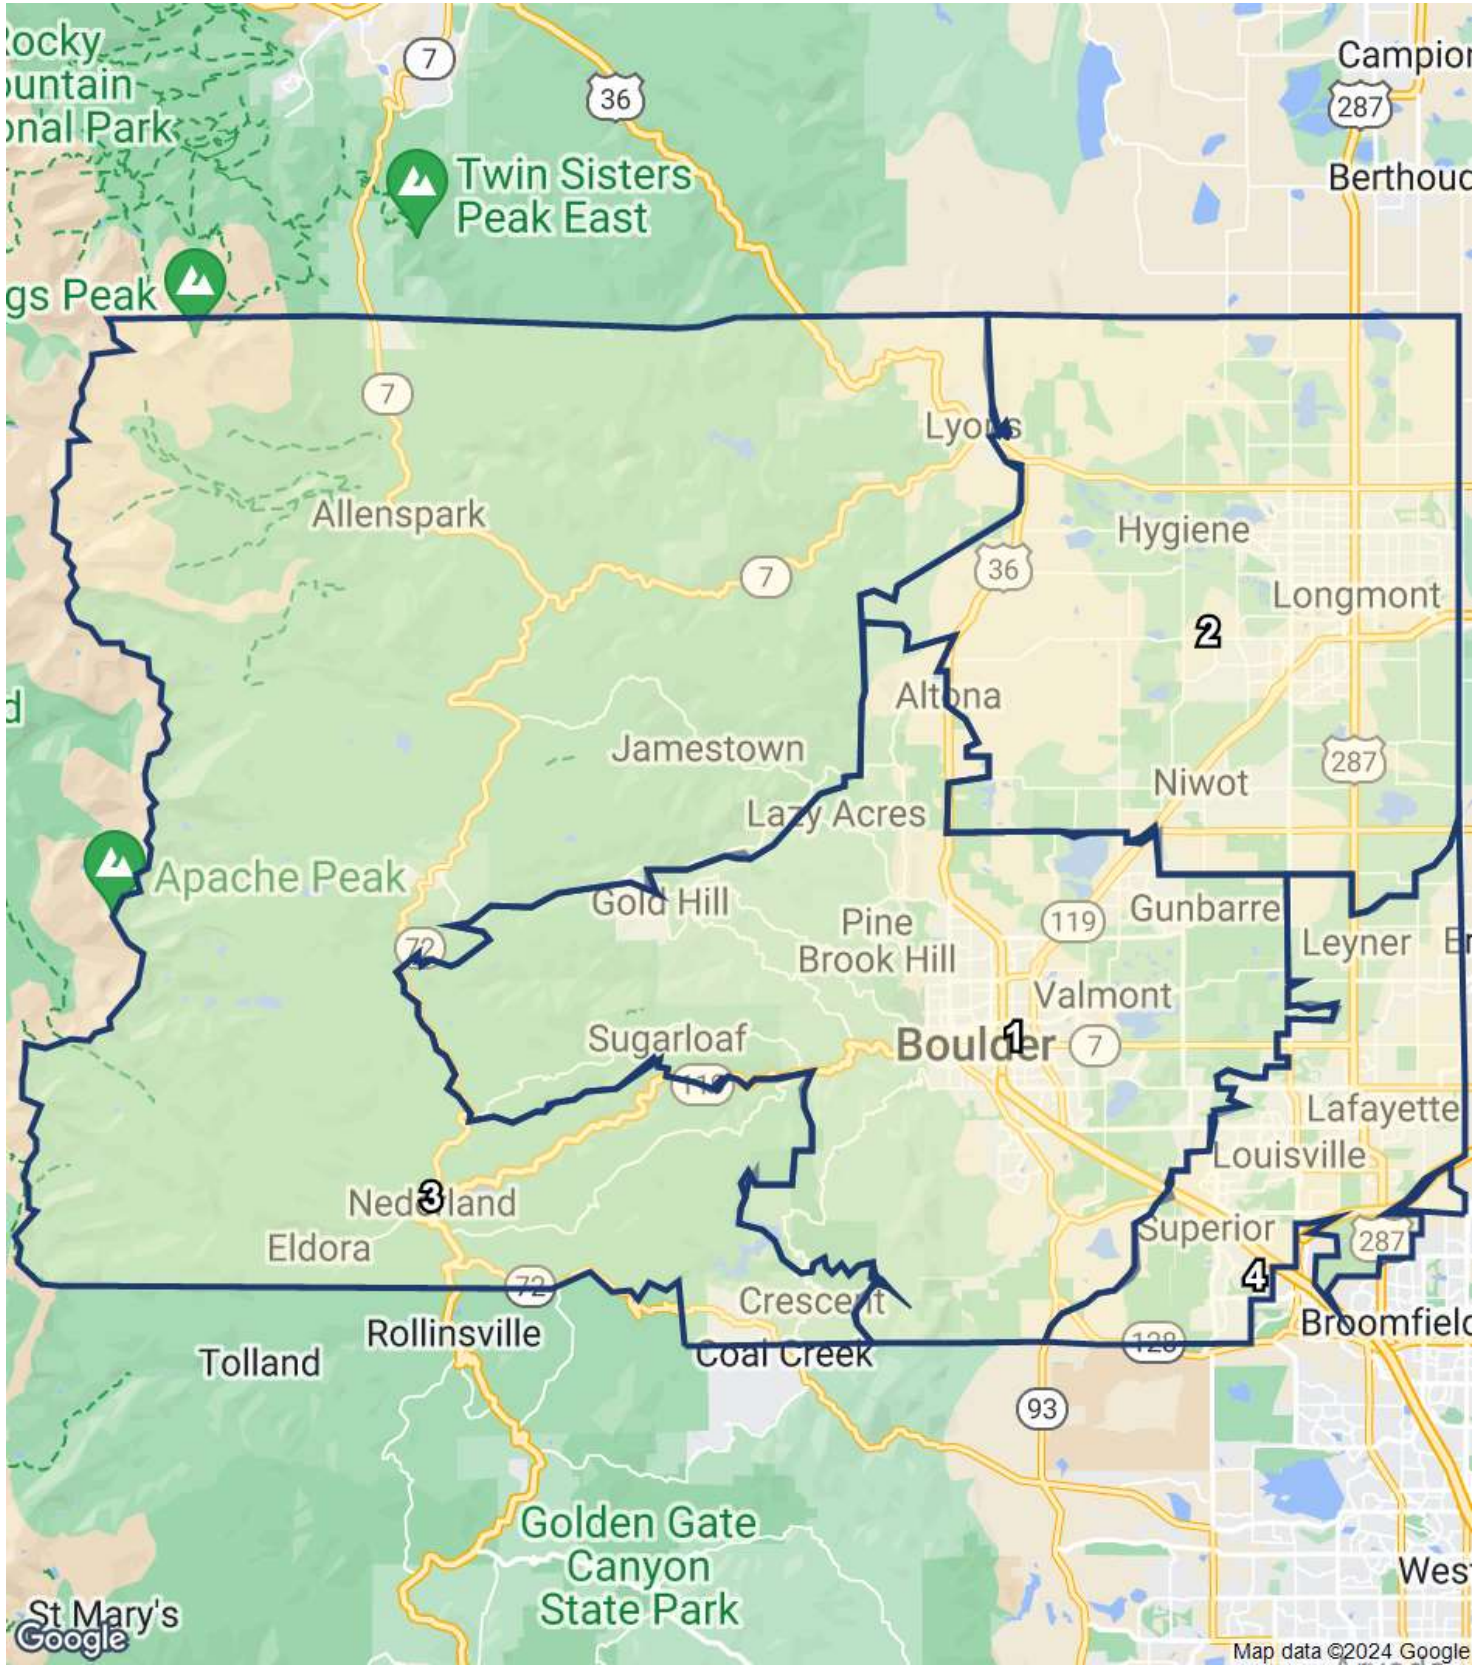 Rocky
ountain
onal Park
7
36
Campion
287
Berthoud
Twin Sisters
Peak East
gs Peak
7
Lyons
Allenspark
Hygiene
36
7
Longmont
2
Altona
d
Jamestown
287
Niwot
Lazy Acres
Apache Peak
Gold Hill
Pine
Brook Hill
119
Gunbarre
Leyner
Er
72
Valmont
Sugarloaf
Boulder
1
7
119
Lafayette
Louisville
Nederland
3
Superior
287
Eldora
4
72
Crescent
Broomfield
Rollinsville
Tolland
Coal Creek
128
93
Golden Gate
Canyon
State Park
West
St Mary's
Google
Map data ©2024 Google